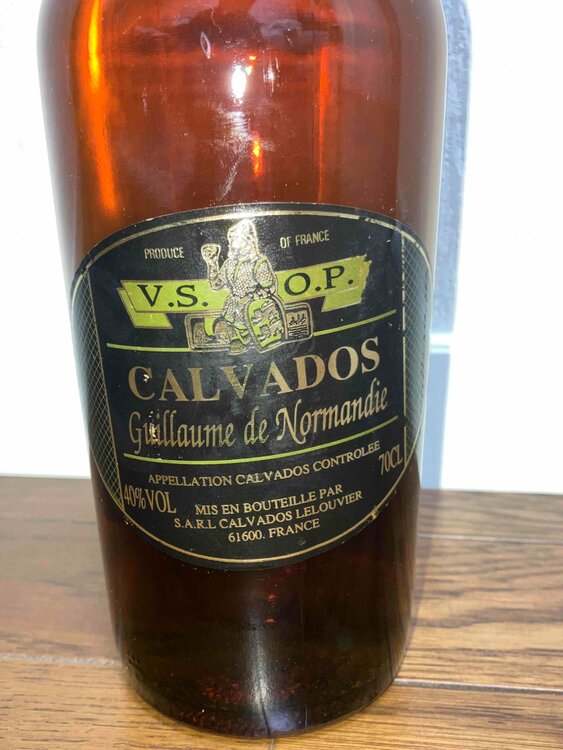 PRODUCE OF FRANCE
V.S. O.P.
CALVADOS
Guillaume de Normandie
APPELLATION CALVADOS CONTROLEE
40%VOL 70CL
MIS EN BOUTEILLE PAR
S.A.R.L CALVADOS LELOUVIER
61600. FRANCE